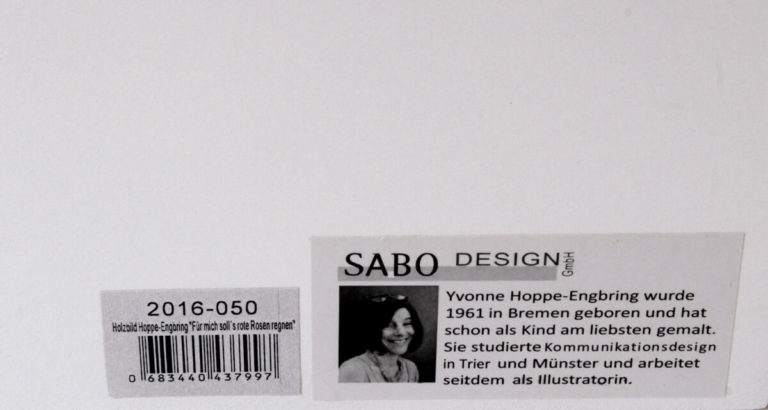 2016-050
Holzbild Hoppe-Engbring "Für mich soll´s rote Rosen regnen"
0 683440 437997
SABO DESIGN GmbH
Yvonne Hoppe-Engbring wurde
1961 in Bremen geboren und hat
schon als Kind am liebsten gemalt.
Sie studierte Kommunikationsdesign
in Trier und Münster und arbeitet
seitdem als Illustratorin.